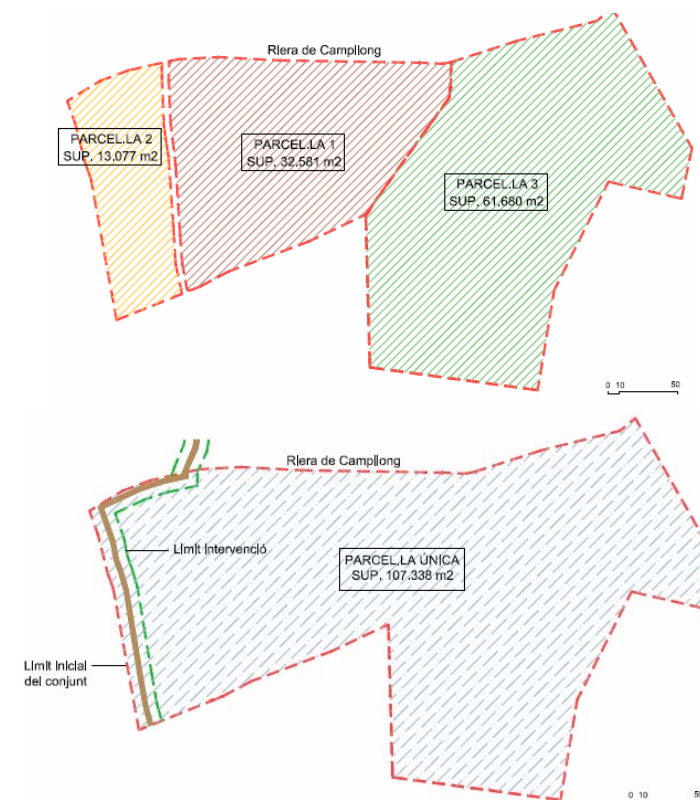 Riera de Campllong
PARCEL.LA 2
SUP. 13.077 m2
PARCEL.LA 1
SUP. 32.581 m2
PARCEL.LA 3
SUP. 61.680 m2
0 10 50
Riera de Campllong
Límit Intervenció
PARCEL.LA ÚNICA
SUP. 107.338 m2
Límit Inicial
del conjunt
0 10